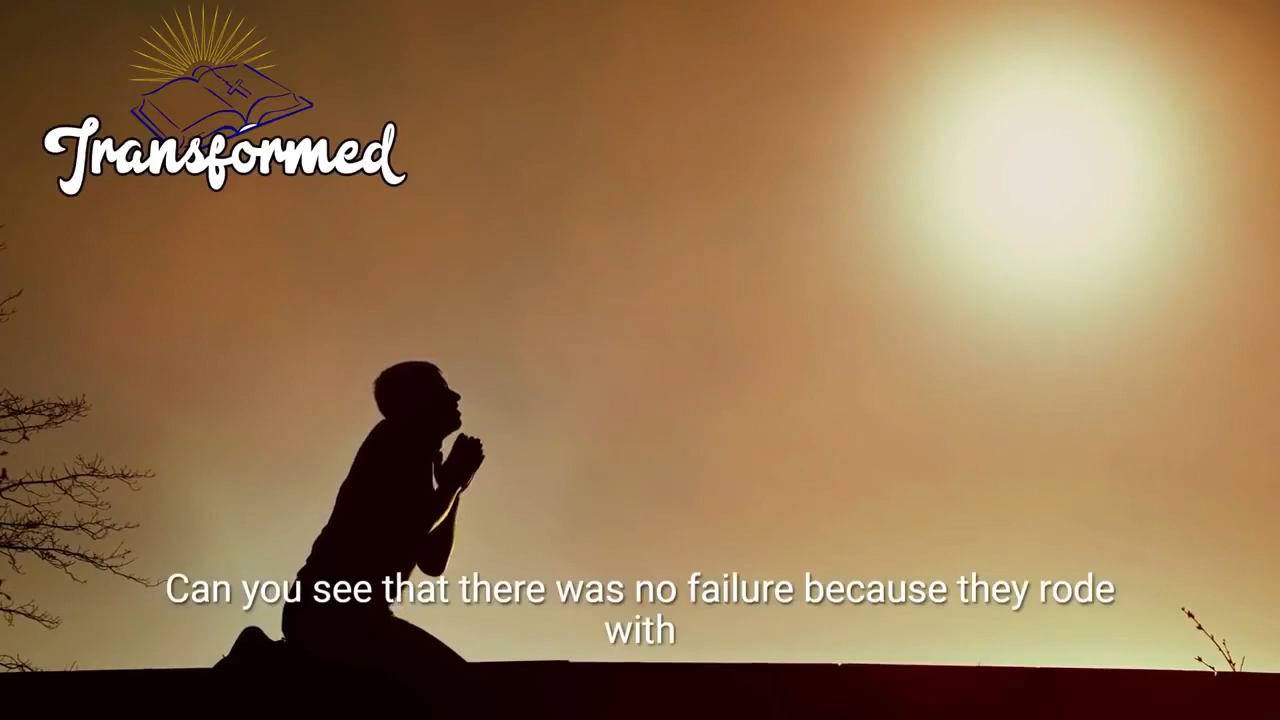 Transformed
Can you see that there was no failure because they rode
with